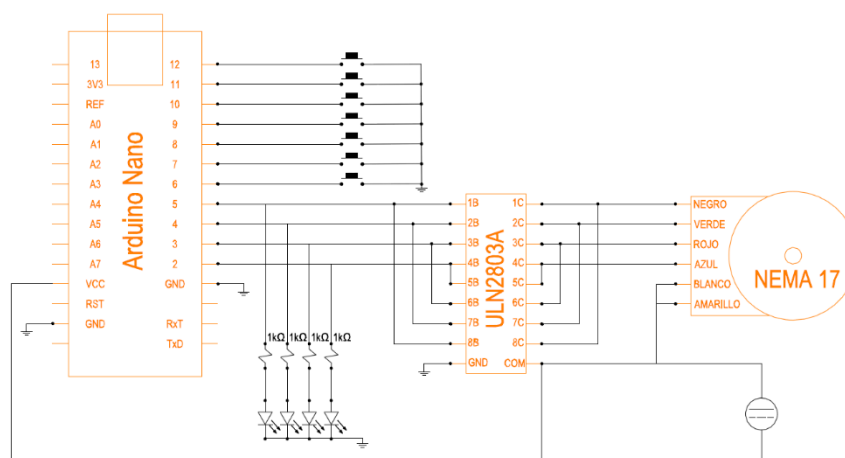 13 12
3V3 11
REF 10
A0 9
A1 8
A2 7
A3 6
A4 5
A5 4
A6 3
A7 2
VCC GND
RST
GND RxT
TxD
Arduino Nano
1kΩ 1kΩ 1kΩ 1kΩ
1B 1C
2B 2C
3B 3C
4B 4C
5B 5C
6B 6C
7B 7C
8B 8C
GND COM
ULN2803A
NEGRO
VERDE
ROJO
AZUL
BLANCO
AMARILLO
NEMA 17